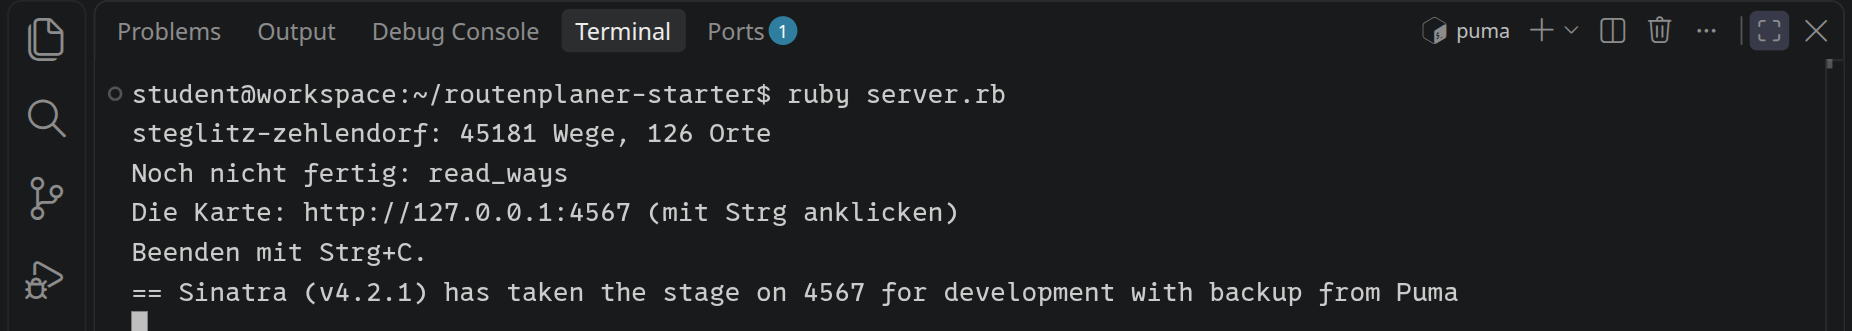 Problems Output Debug Console Terminal Ports 1 puma
student@workspace:~/routenplaner-starter$ ruby server.rb
steglitz-zehlendorf: 45181 Wege, 126 Orte
Noch nicht fertig: read_ways
Die Karte: http://127.0.0.1:4567 (mit Strg anklicken)
Beenden mit Strg+C.
== Sinatra (v4.2.1) has taken the stage on 4567 for development with backup from Puma